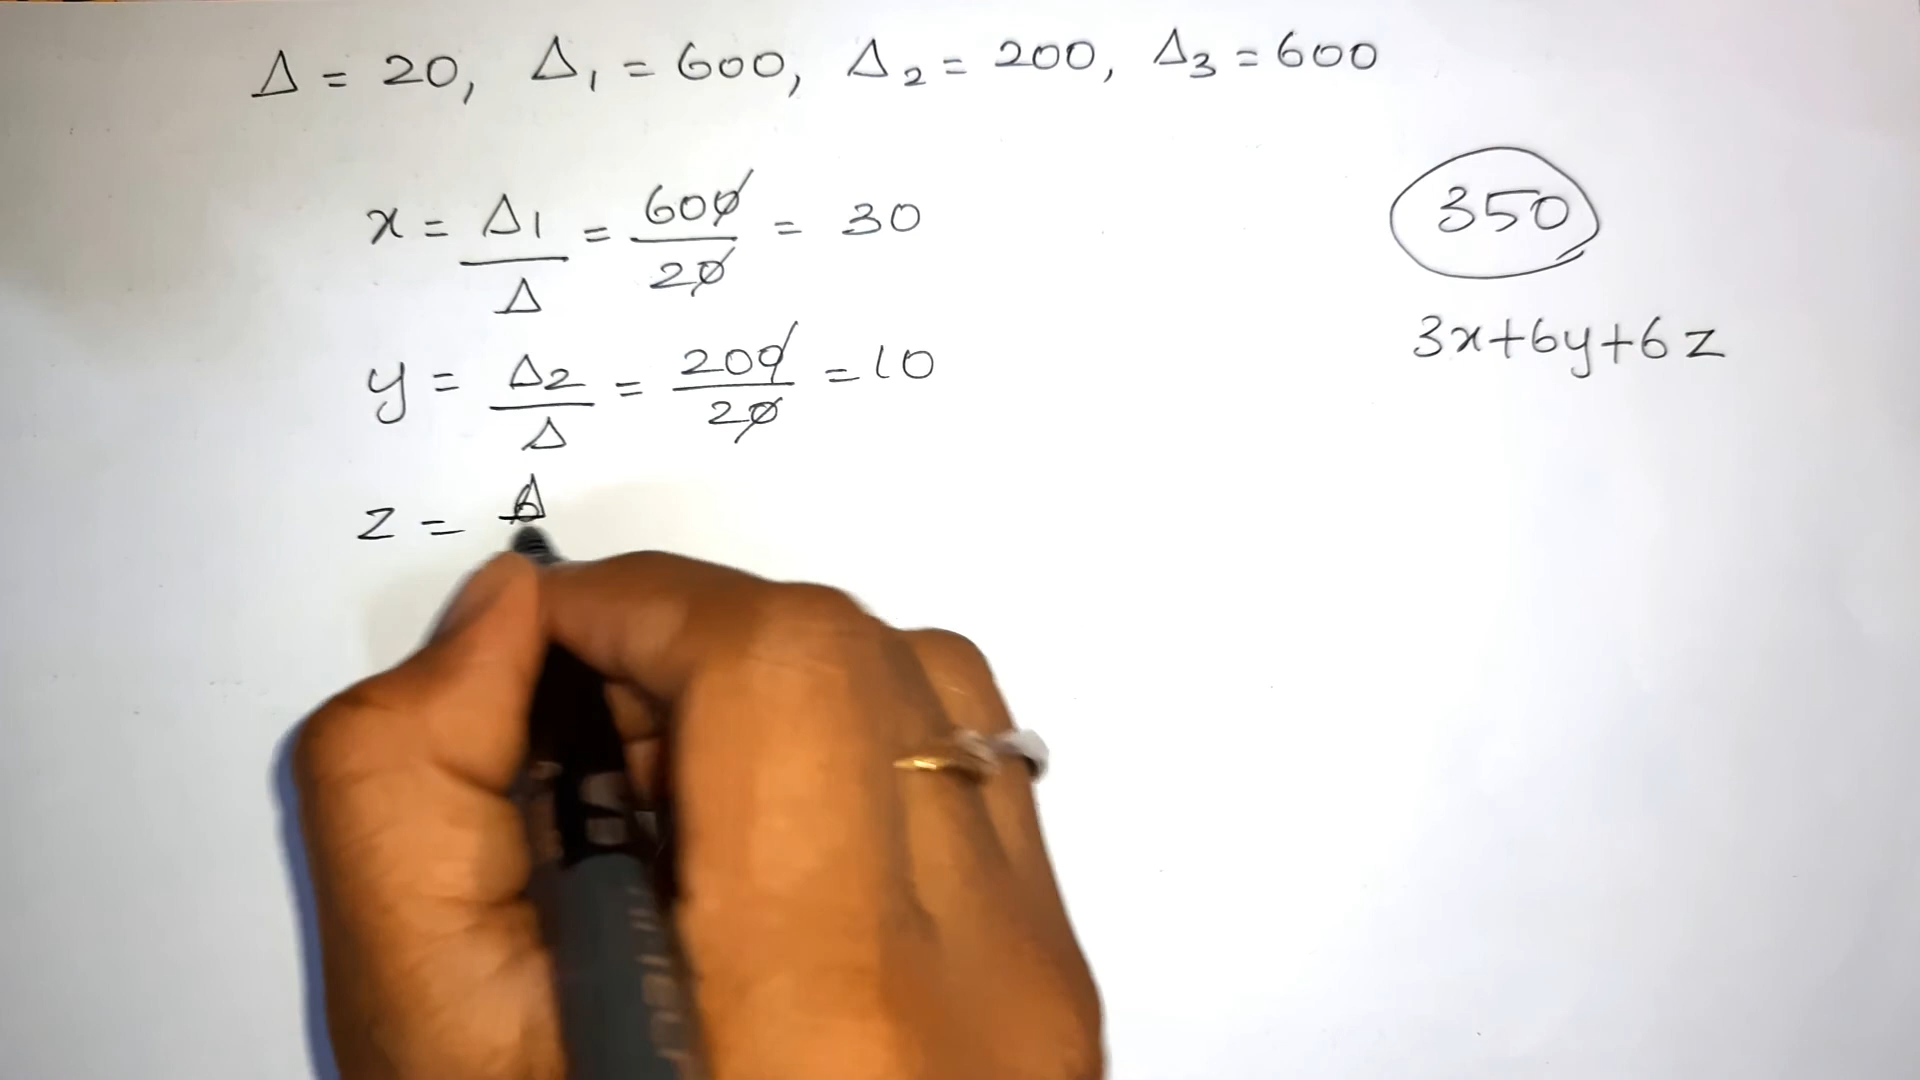 Δ = 20, Δ₁ = 600, Δ₂ = 200, Δ₃ = 600
x = Δ1/Δ = 600/20 = 30
350
3x+6y+6z
y = Δ2/Δ = 200/20 = 10
z = Δ